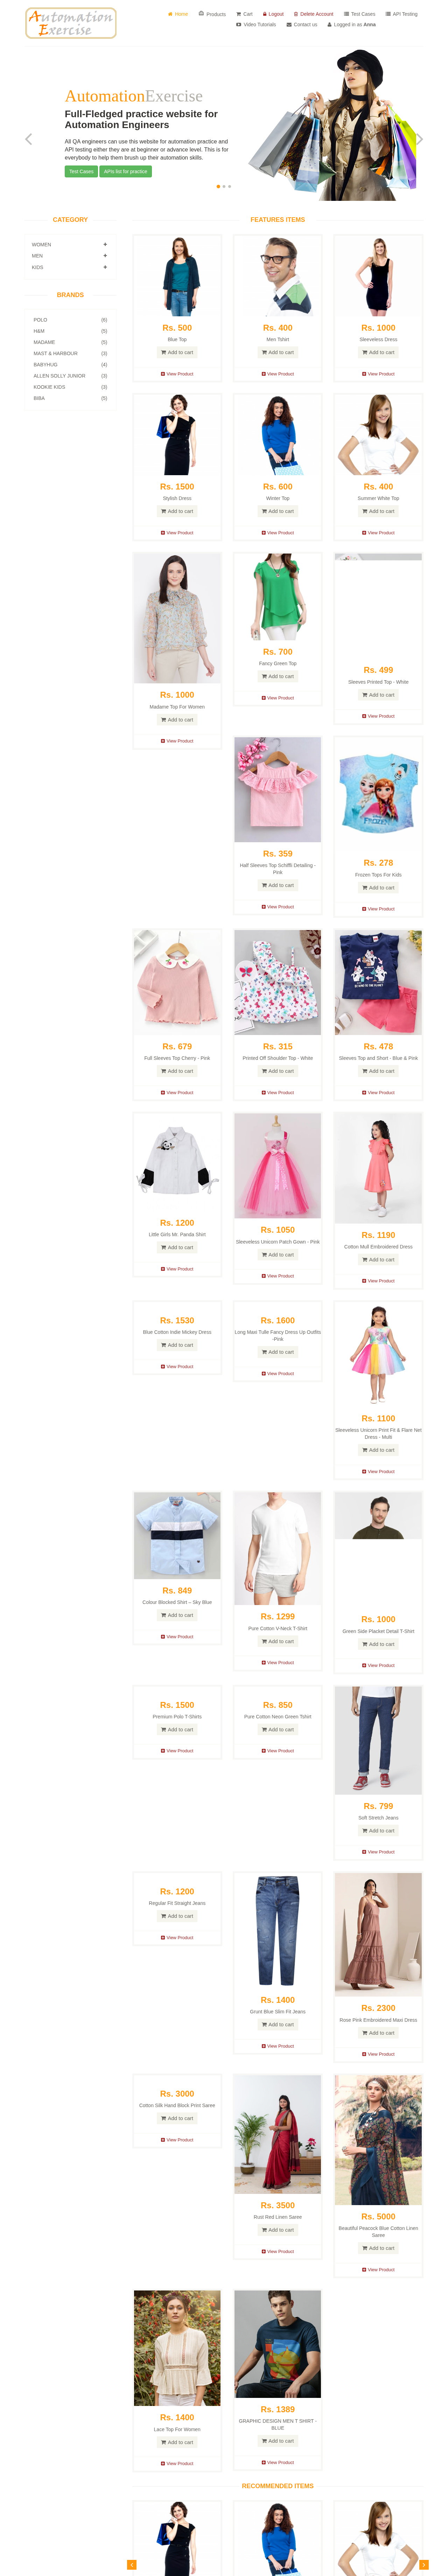 Automation
Exercise
Home
Products
Cart
Logout
Delete Account
Test Cases
API Testing
Video Tutorials
Contact us
Logged in as Anna
AutomationExercise
Full-Fledged practice website for
Automation Engineers
All QA engineers can use this website for automation practice and
API testing either they are at beginner or advance level. This is for
everybody to help them brush up their automation skills.
Test Cases
APIs list for practice
CATEGORY
WOMEN
MEN
KIDS
BRANDS
POLO (6)
H&M (5)
MADAME (5)
MAST & HARBOUR (3)
BABYHUG (4)
ALLEN SOLLY JUNIOR (3)
KOOKIE KIDS (3)
BIBA (5)
FEATURES ITEMS
Rs. 500
Blue Top
Add to cart
View Product
Rs. 400
Men Tshirt
Add to cart
View Product
Rs. 1000
Sleeveless Dress
Add to cart
View Product
Rs. 1500
Stylish Dress
Add to cart
View Product
Rs. 600
Winter Top
Add to cart
View Product
Rs. 400
Summer White Top
Add to cart
View Product
Rs. 1000
Madame Top For Women
Add to cart
View Product
Rs. 700
Fancy Green Top
Add to cart
View Product
Rs. 499
Sleeves Printed Top - White
Add to cart
View Product
Rs. 359
Half Sleeves Top Schiffli Detailing -
Pink
Add to cart
View Product
FROZEN
Rs. 278
Frozen Tops For Kids
Add to cart
View Product
Rs. 679
Full Sleeves Top Cherry - Pink
Add to cart
View Product
Rs. 315
Printed Off Shoulder Top - White
Add to cart
View Product
Rs. 478
Sleeves Top and Short - Blue & Pink
Add to cart
View Product
Rs. 1200
Little Girls Mr. Panda Shirt
Add to cart
View Product
Rs. 1050
Sleeveless Unicorn Patch Gown - Pink
Add to cart
View Product
Rs. 1190
Cotton Mull Embroidered Dress
Add to cart
View Product
Rs. 1530
Blue Cotton Indie Mickey Dress
Add to cart
View Product
Rs. 1600
Long Maxi Tulle Fancy Dress Up Outfits
-Pink
Add to cart
View Product
Rs. 1100
Sleeveless Unicorn Print Fit & Flare Net
Dress - Multi
Add to cart
View Product
Rs. 849
Colour Blocked Shirt – Sky Blue
Add to cart
View Product
Rs. 1299
Pure Cotton V-Neck T-Shirt
Add to cart
View Product
Rs. 1000
Green Side Placket Detail T-Shirt
Add to cart
View Product
Rs. 1500
Premium Polo T-Shirts
Add to cart
View Product
Rs. 850
Pure Cotton Neon Green Tshirt
Add to cart
View Product
Rs. 799
Soft Stretch Jeans
Add to cart
View Product
Rs. 1200
Regular Fit Straight Jeans
Add to cart
View Product
Rs. 1400
Grunt Blue Slim Fit Jeans
Add to cart
View Product
Rs. 2300
Rose Pink Embroidered Maxi Dress
Add to cart
View Product
Rs. 3000
Cotton Silk Hand Block Print Saree
Add to cart
View Product
Rs. 3500
Rust Red Linen Saree
Add to cart
View Product
Rs. 5000
Beautiful Peacock Blue Cotton Linen
Saree
Add to cart
View Product
Rs. 1400
Lace Top For Women
Add to cart
View Product
Rs. 1389
GRAPHIC DESIGN MEN T SHIRT -
BLUE
Add to cart
View Product
RECOMMENDED ITEMS